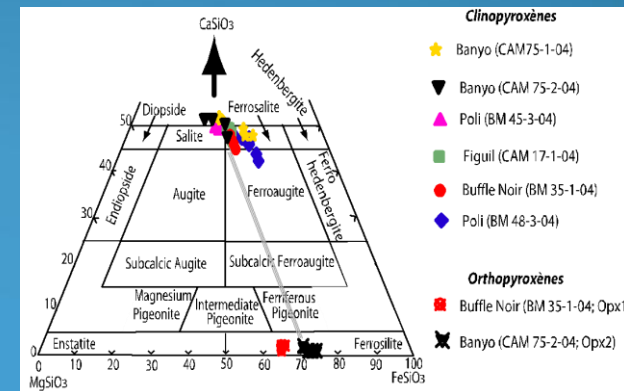 Clinopyroxènes
CaSiO3
Banyo (CAM75-1-04)
Banyo (CAM 75-2-04)
Poli (BM 45-3-04)
Figuil (CAM 17-1-04)
Buffle Noir (BM 35-1-04)
Poli (BM 48-3-04)
Orthopyroxènes
Buffle Noir (BM 35-1-04; Opx1
Banyo (CAM 75-2-04; Opx2)
Hedenbergite
Diopside
Ferrosalite
50
Salite
40
Endiopside
Augite
Ferroaugite
Ferro
hedenbergite
30
20
Subcalcic Augite
Subcalcic Ferroaugite
10
Magnesium
Pigeonite
Intermediate
Pigeonite
Ferriferous
Pigeonite
Enstatite
Ferrosilite
0 10 20 30 40 50 60 70 80 90 100
MgSiO3
FeSiO3